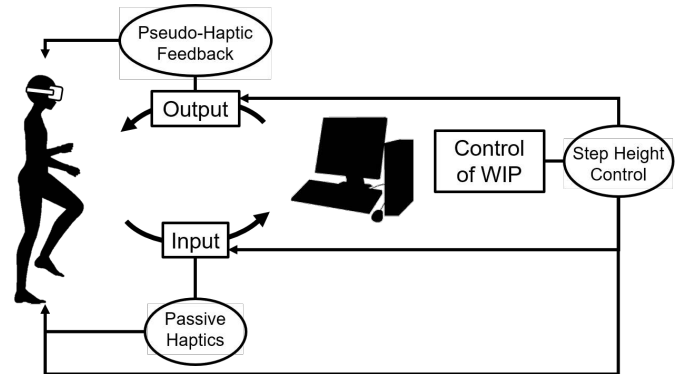 Pseudo-Haptic
Feedback
Output
Control
of WIP
Step Height
Control
Input
Passive
Haptics